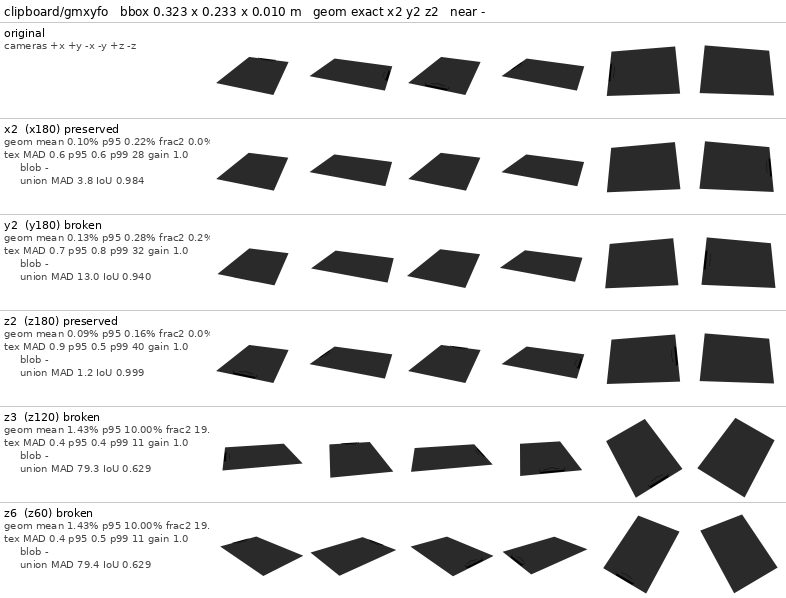 clipboard/gmxyfo bbox 0.323 x 0.233 x 0.010 m geom exact x2 y2 z2 near -
original
cameras +x +y -x -y +z -z
x2 (x180) preserved
geom mean 0.10% p95 0.22% frac2 0.0%
tex MAD 0.6 p95 0.6 p99 28 gain 1.0
blob -
union MAD 3.8 IoU 0.984
y2 (y180) broken
geom mean 0.13% p95 0.28% frac2 0.2%
tex MAD 0.7 p95 0.8 p99 32 gain 1.0
blob -
union MAD 13.0 IoU 0.940
z2 (z180) preserved
geom mean 0.09% p95 0.16% frac2 0.0%
tex MAD 0.9 p95 0.5 p99 40 gain 1.0
blob -
union MAD 1.2 IoU 0.999
z3 (z120) broken
geom mean 1.43% p95 10.00% frac2 19.
tex MAD 0.4 p95 0.4 p99 11 gain 1.0
blob -
union MAD 79.3 IoU 0.629
z6 (z60) broken
geom mean 1.43% p95 10.00% frac2 19.
tex MAD 0.4 p95 0.5 p99 11 gain 1.0
blob -
union MAD 79.4 IoU 0.629